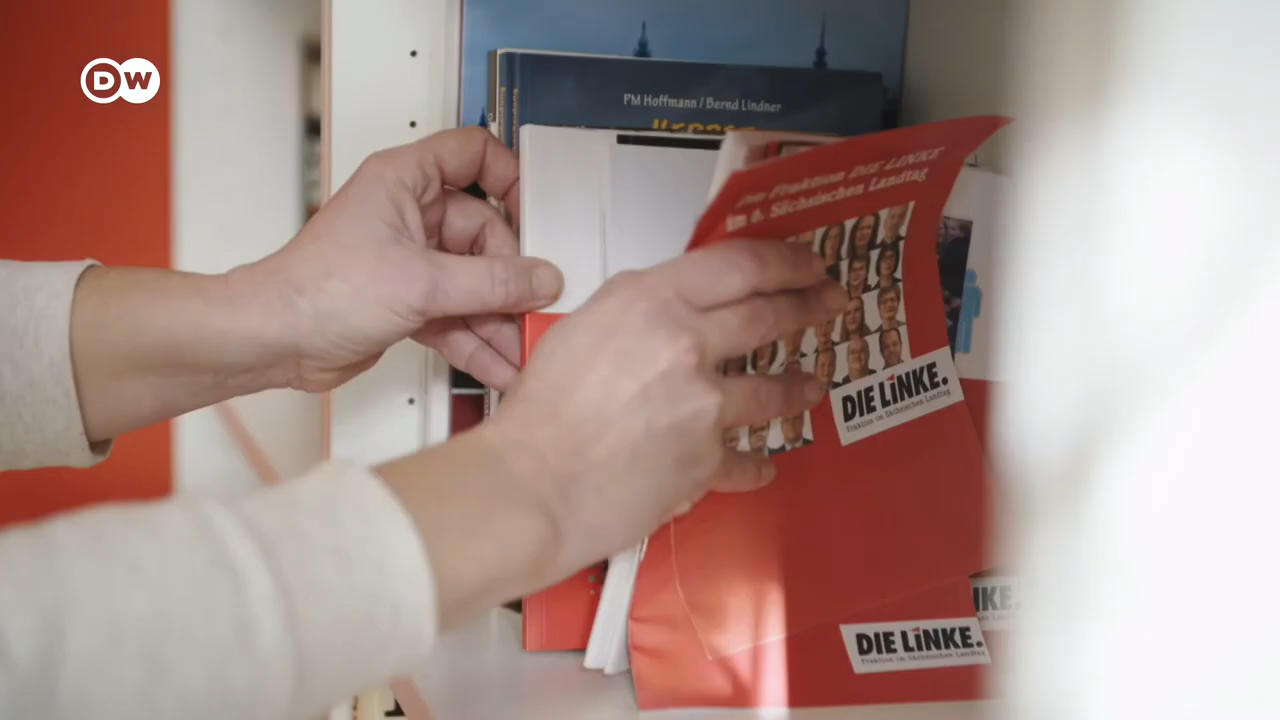 DW
PM Hoffmann / Bernd Lindner
Die Fraktion DIE LINKE
im 6. Sächsischen Landtag
DIE LINKE.
Fraktion im Sächsischen Landtag
IKE.
DIE LINKE.
Fraktion im Sächsischen Landtag